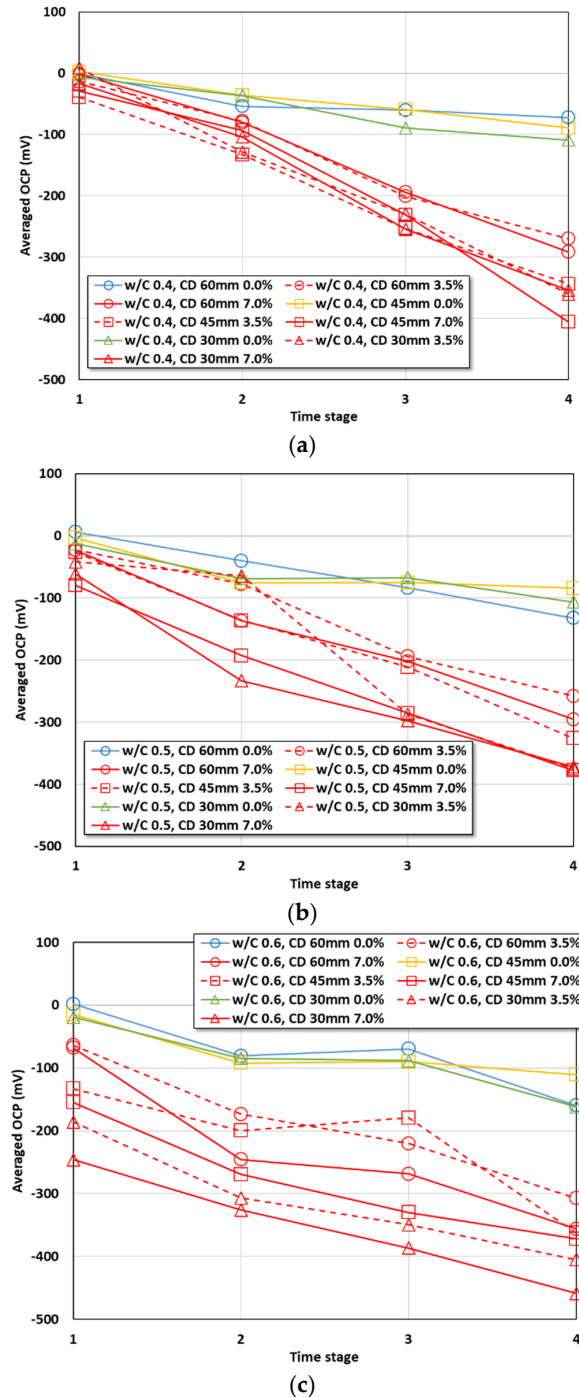 100
0
-100
-200
-300
-400
-500
Averaged OCP (mV)
w/C 0.4, CD 60mm 0.0% w/C 0.4, CD 60mm 3.5%
w/C 0.4, CD 60mm 7.0% w/C 0.4, CD 45mm 0.0%
w/C 0.4, CD 45mm 3.5% w/C 0.4, CD 45mm 7.0%
w/C 0.4, CD 30mm 0.0% w/C 0.4, CD 30mm 3.5%
w/C 0.4, CD 30mm 7.0%
1 2 3 4
Time stage
(a)
100
0
-100
-200
-300
-400
-500
Averaged OCP (mV)
w/C 0.5, CD 60mm 0.0% w/C 0.5, CD 60mm 3.5%
w/C 0.5, CD 60mm 7.0% w/C 0.5, CD 45mm 0.0%
w/C 0.5, CD 45mm 3.5% w/C 0.5, CD 45mm 7.0%
w/C 0.5, CD 30mm 0.0% w/C 0.5, CD 30mm 3.5%
w/C 0.5, CD 30mm 7.0%
1 2 3 4
Time stage
(b)
w/C 0.6, CD 60mm 0.0% w/C 0.6, CD 60mm 3.5%
w/C 0.6, CD 60mm 7.0% w/C 0.6, CD 45mm 0.0%
w/C 0.6, CD 45mm 3.5% w/C 0.6, CD 45mm 7.0%
w/C 0.6, CD 30mm 0.0% w/C 0.6, CD 30mm 3.5%
w/C 0.6, CD 30mm 7.0%
100
0
-100
-200
-300
-400
-500
Averaged OCP (mV)
1 2 3 4
Time stage
(c)